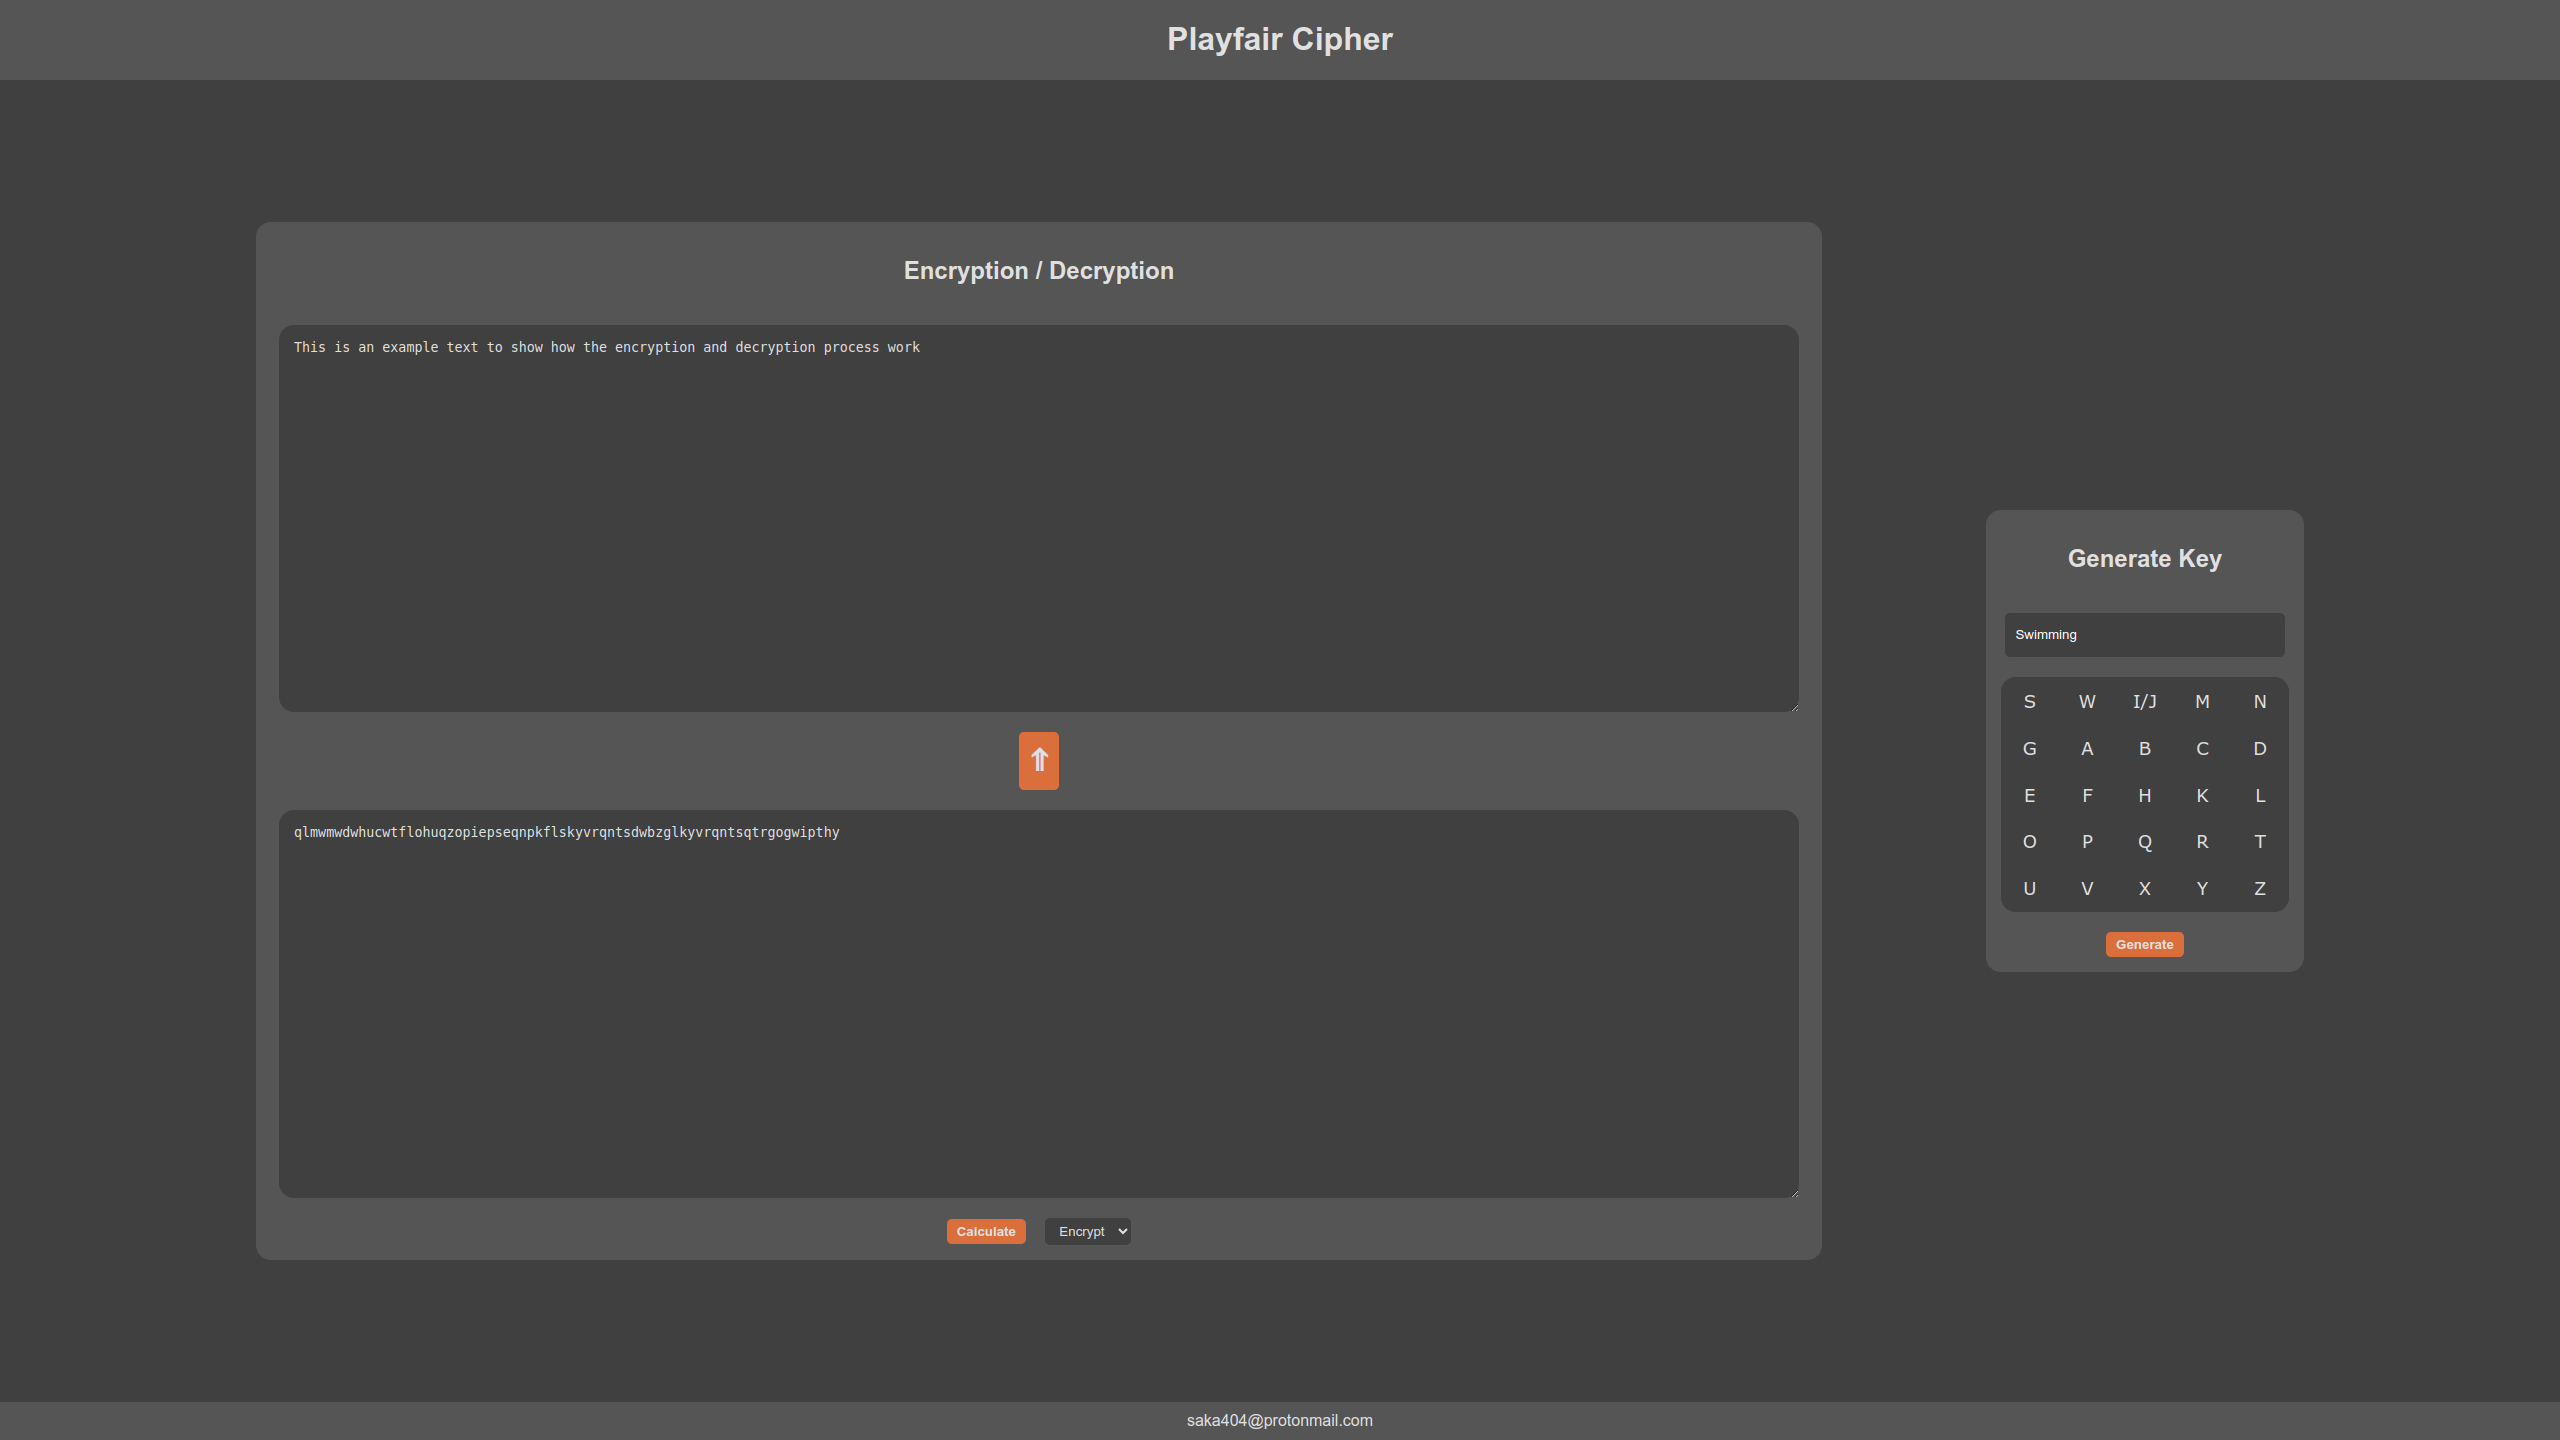 Playfair Cipher
Encryption / Decryption
This is an example text to show how the encryption and decryption process work
⇑
qlmwmwdwhucwtflohuqzopiepseqnpkflskyvrqntsdwbzglkyvrqntsqtrgogwipthy
Calculate Encrypt
Generate Key
Swimming
S W I/J M N
G A B C D
E F H K L
O P Q R T
U V X Y Z
Generate
saka404@protonmail.com